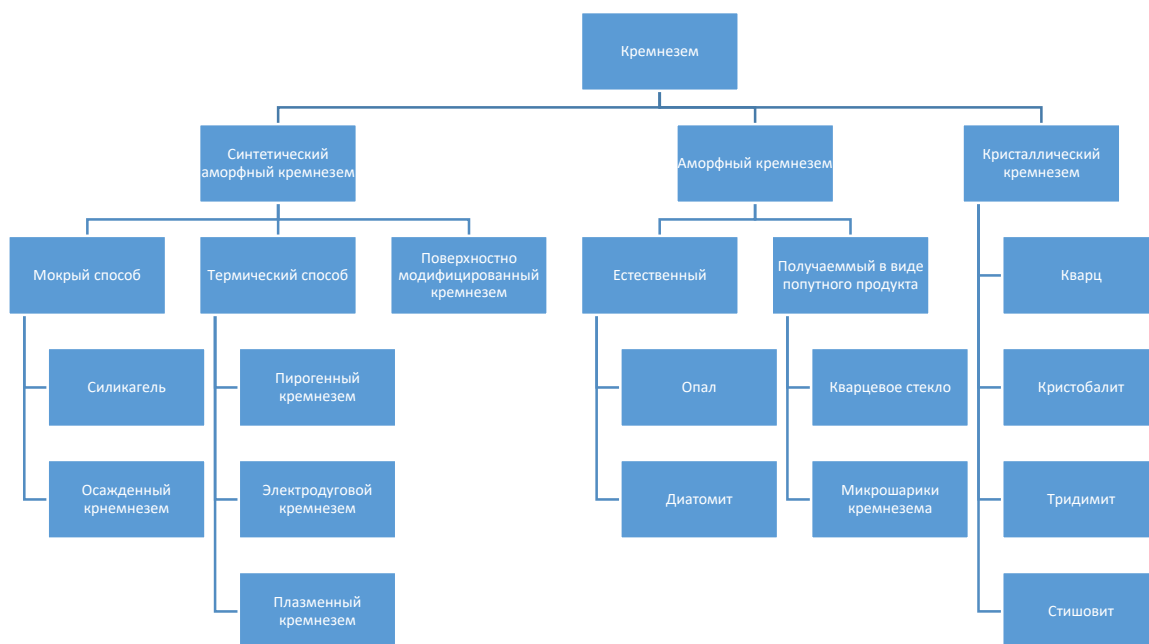 Кремнезем
Синтетический
аморфный кремнезем
Аморфный кремнезем
Кристаллический
кремнезем
Мокрый способ
Термический способ
Поверхностно
модифицированный
кремнезем
Естественный
Получаеммый в виде
попутного продукта
Кварц
Силикагель
Пирогенный
кремнезем
Опал
Кварцевое стекло
Кристобалит
Осажденный
крнемнезем
Электродуговой
кремнезем
Диатомит
Микрошарики
кремнезема
Тридимит
Плазменный
кремнезем
Стишовит